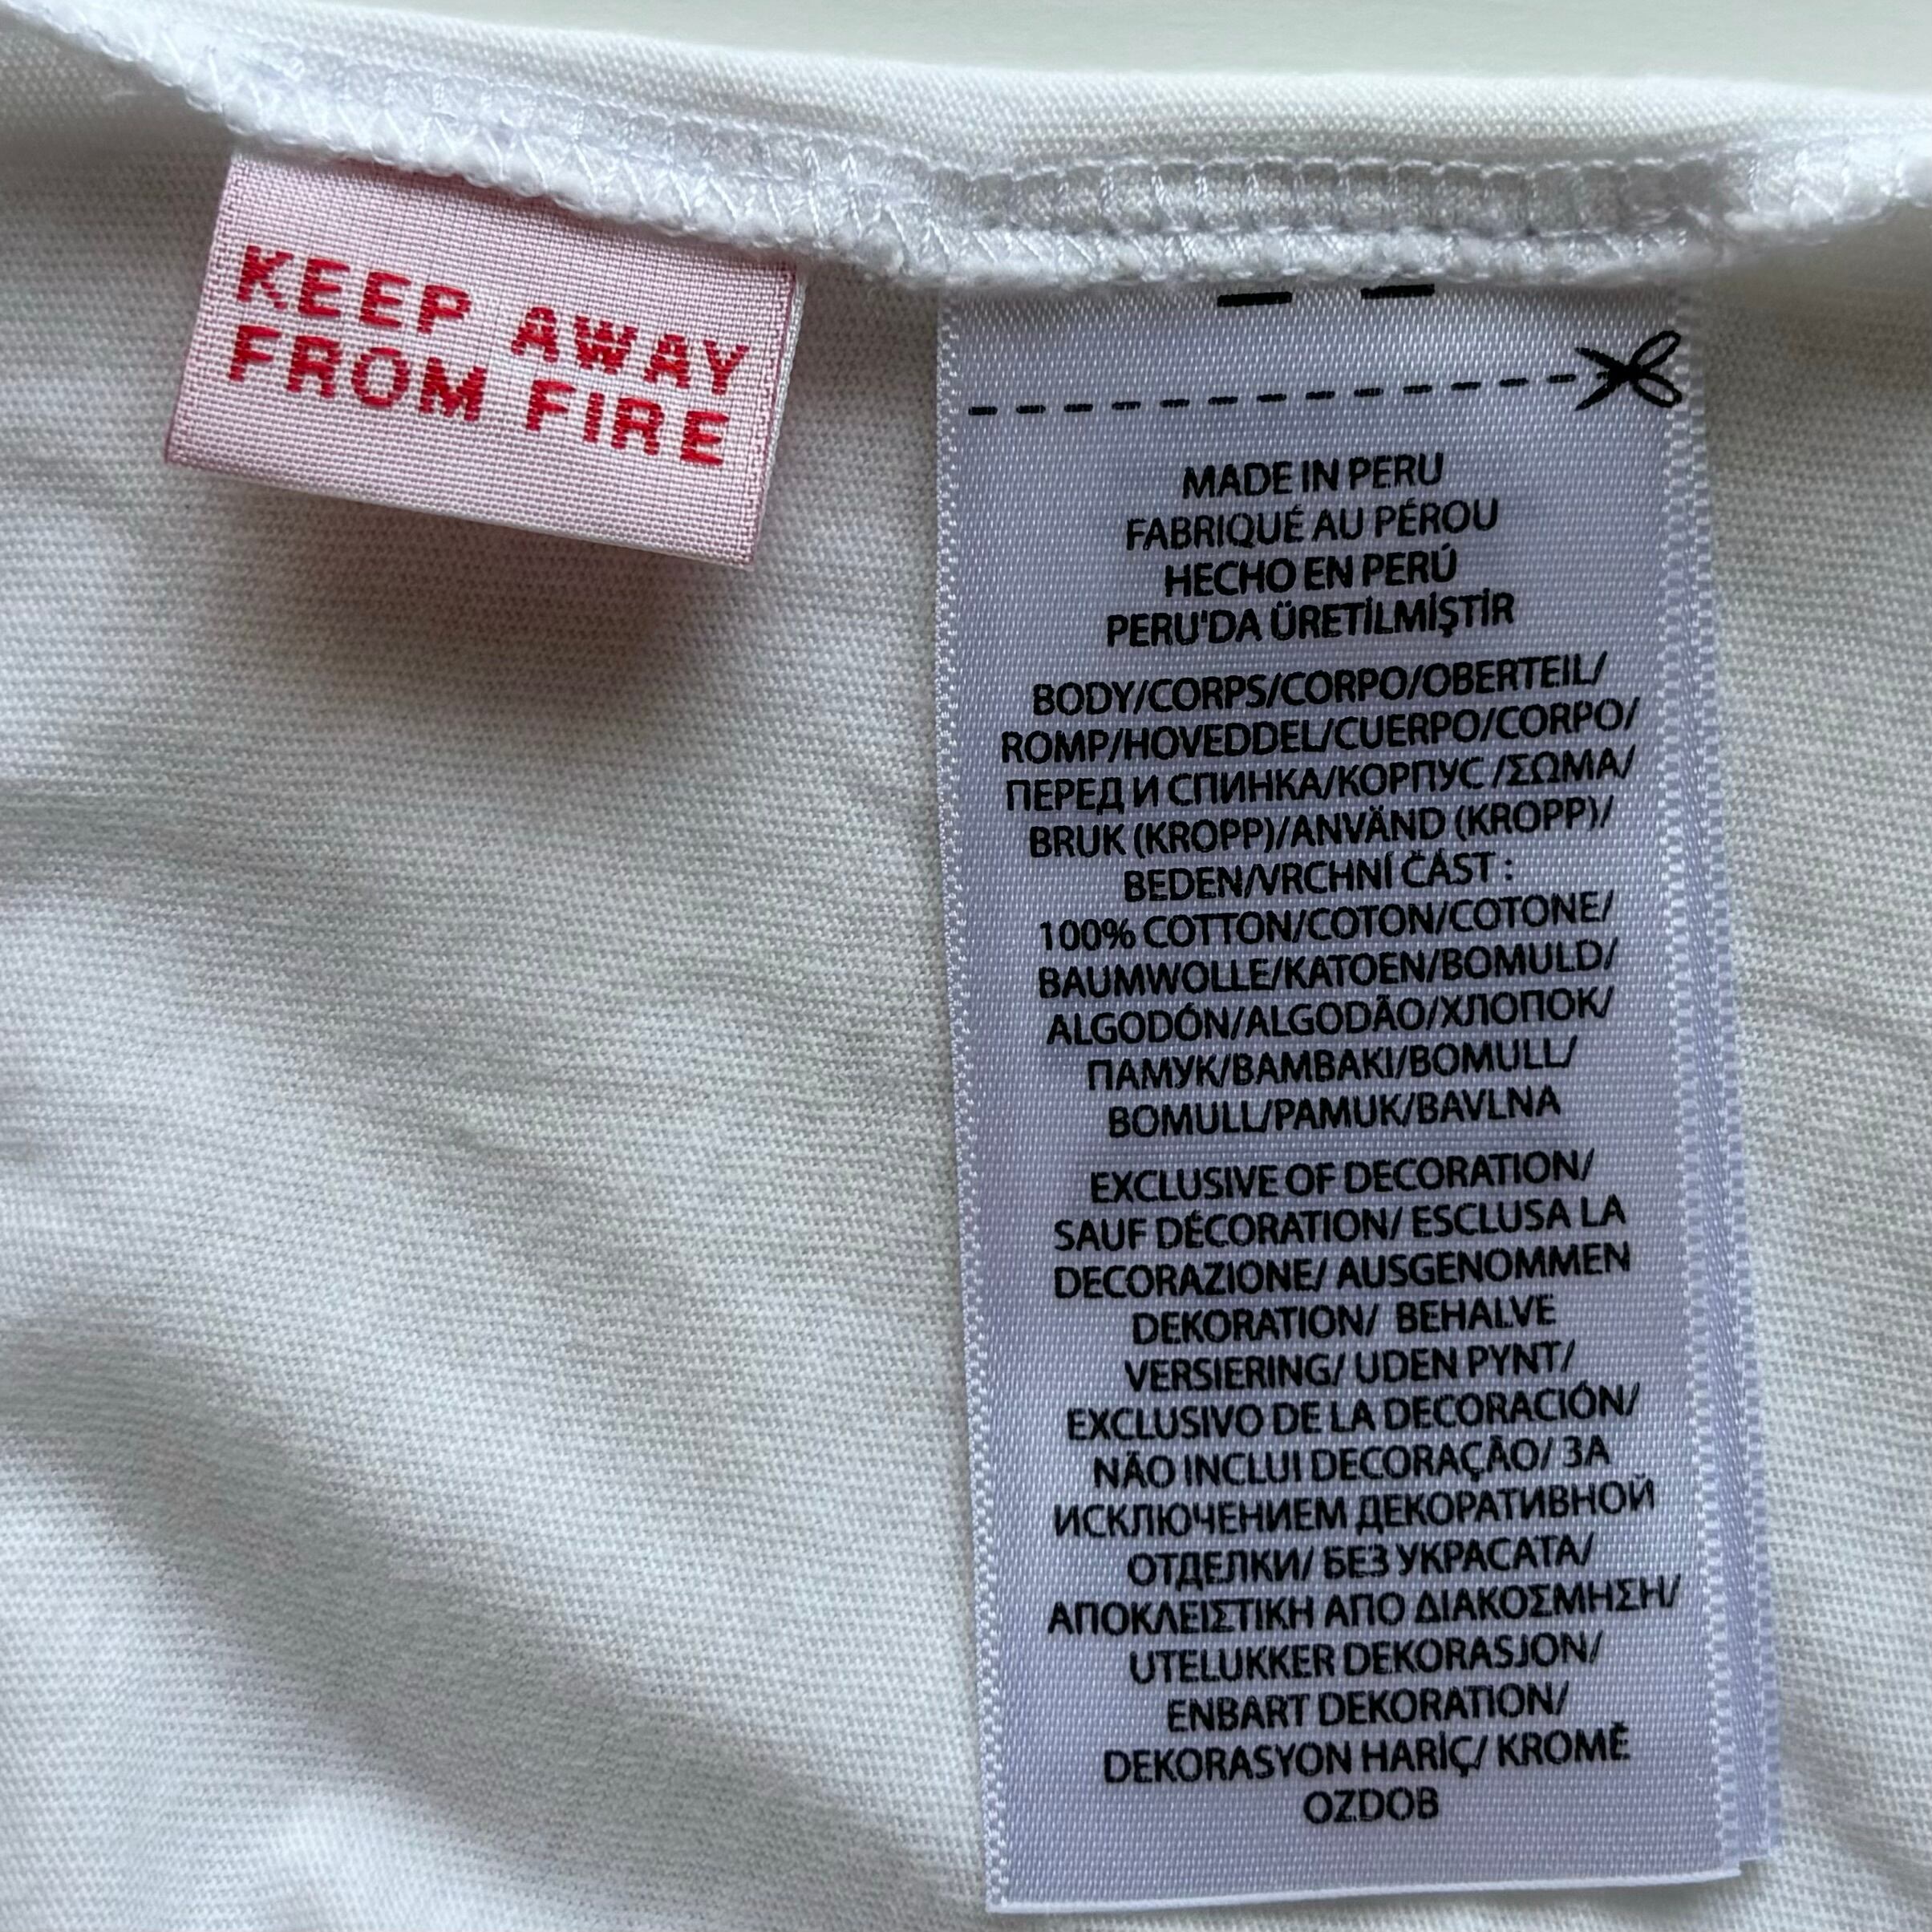 KEEP AWAY
FROM FIRE
MADE IN PERU
FABRIQUÉ AU PÉROU
HECHO EN PERÚ
PERU'DA ÜRETİLMİŞTİR
BODY/CORPS/CORPO/OBERTEIL/
ROMP/HOVEDDEL/CUERPO/CORPO/
ПЕРЕД И СПИНКА/КОРПУС /ΣΩΜΑ/
BRUK (KROPP)/ANVÄND (KROPP)/
BEDEN/VRCHNÍ ČÁST :
100% COTTON/COTON/COTONE/
BAUMWOLLE/KATOEN/BOMULD/
ALGODÓN/ALGODÃO/ХЛОПОК/
ПАМУК/ΒΑΜΒΑΚΙ/BOMULL/
BOMULL/PAMUK/BAVLNA
EXCLUSIVE OF DECORATION/
SAUF DÉCORATION/ ESCLUSA LA
DECORAZIONE/ AUSGENOMMEN
DEKORATION/ BEHALVE
VERSIERING/ UDEN PYNT/
EXCLUSIVO DE LA DECORACIÓN/
NÃO INCLUI DECORAÇÃO/ ЗА
ИСКЛЮЧЕНИЕМ ДЕКОРАТИВНОЙ
ОТДЕЛКИ/ БЕЗ УКРАСАТА/
ΑΠΟΚΛΕΙΣΤΙΚΗ ΑΠΟ ΔΙΑΚΟΣΜΗΣΗ/
UTELUKKER DEKORASJON/
ENBART DEKORATION/
DEKORASYON HARİÇ/ KROMĚ
OZDOB